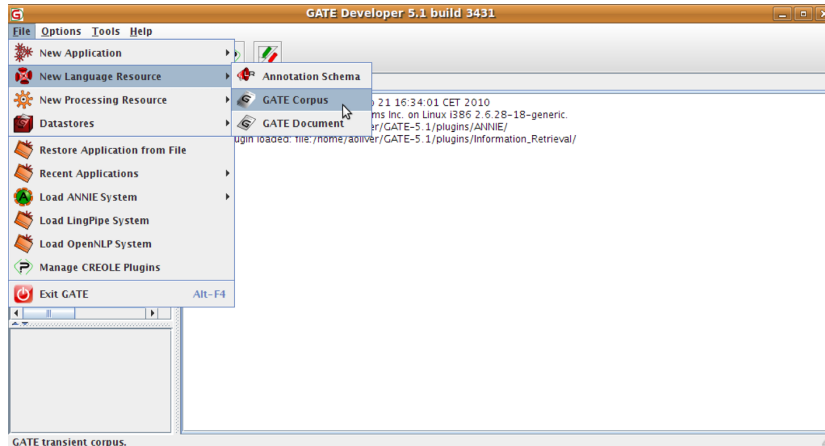 GATE Developer 5.1 build 3431
File Options Tools Help
New Application
New Language Resource
New Processing Resource
Datastores
Restore Application from File
Recent Applications
Load ANNIE System
Load LingPipe System
Load OpenNLP System
Manage CREOLE Plugins
Exit GATE Alt-F4
Annotation Schema
GATE Corpus
GATE Document
21 16:34:01 CET 2010
ms Inc. on Linux i386 2.6.28-18-generic.
er/GATE-5.1/plugins/ANNIE/
ugin loaded: file:/home/aoliver/GATE-5.1/plugins/Information_Retrieval/
GATE transient corpus.